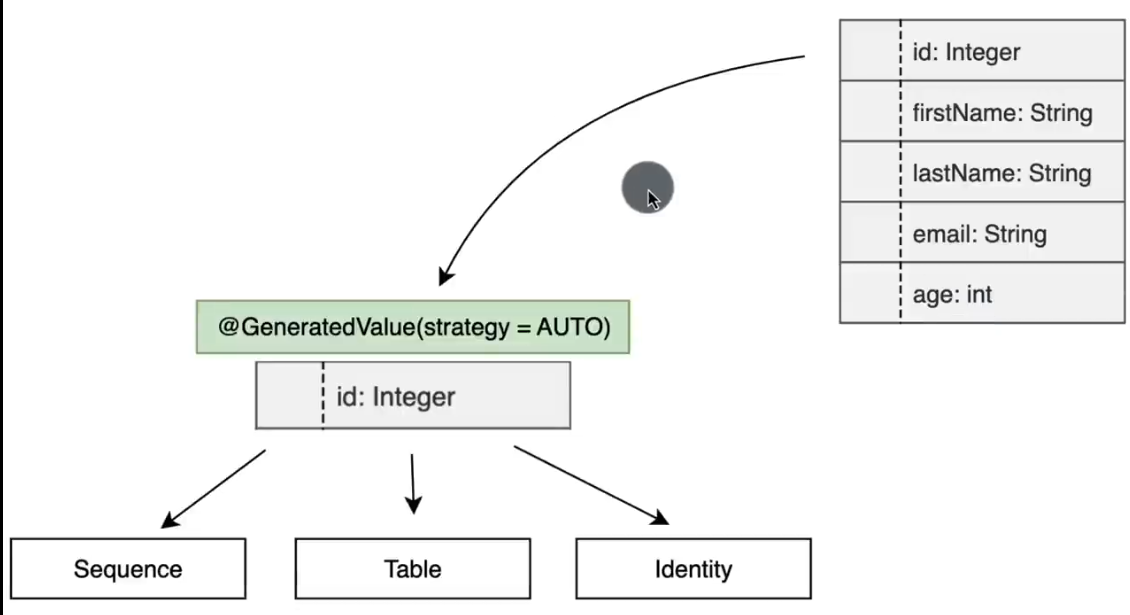 id: Integer
firstName: String
lastName: String
email: String
age: int
@GeneratedValue(strategy = AUTO)
id: Integer
Sequence
Table
Identity